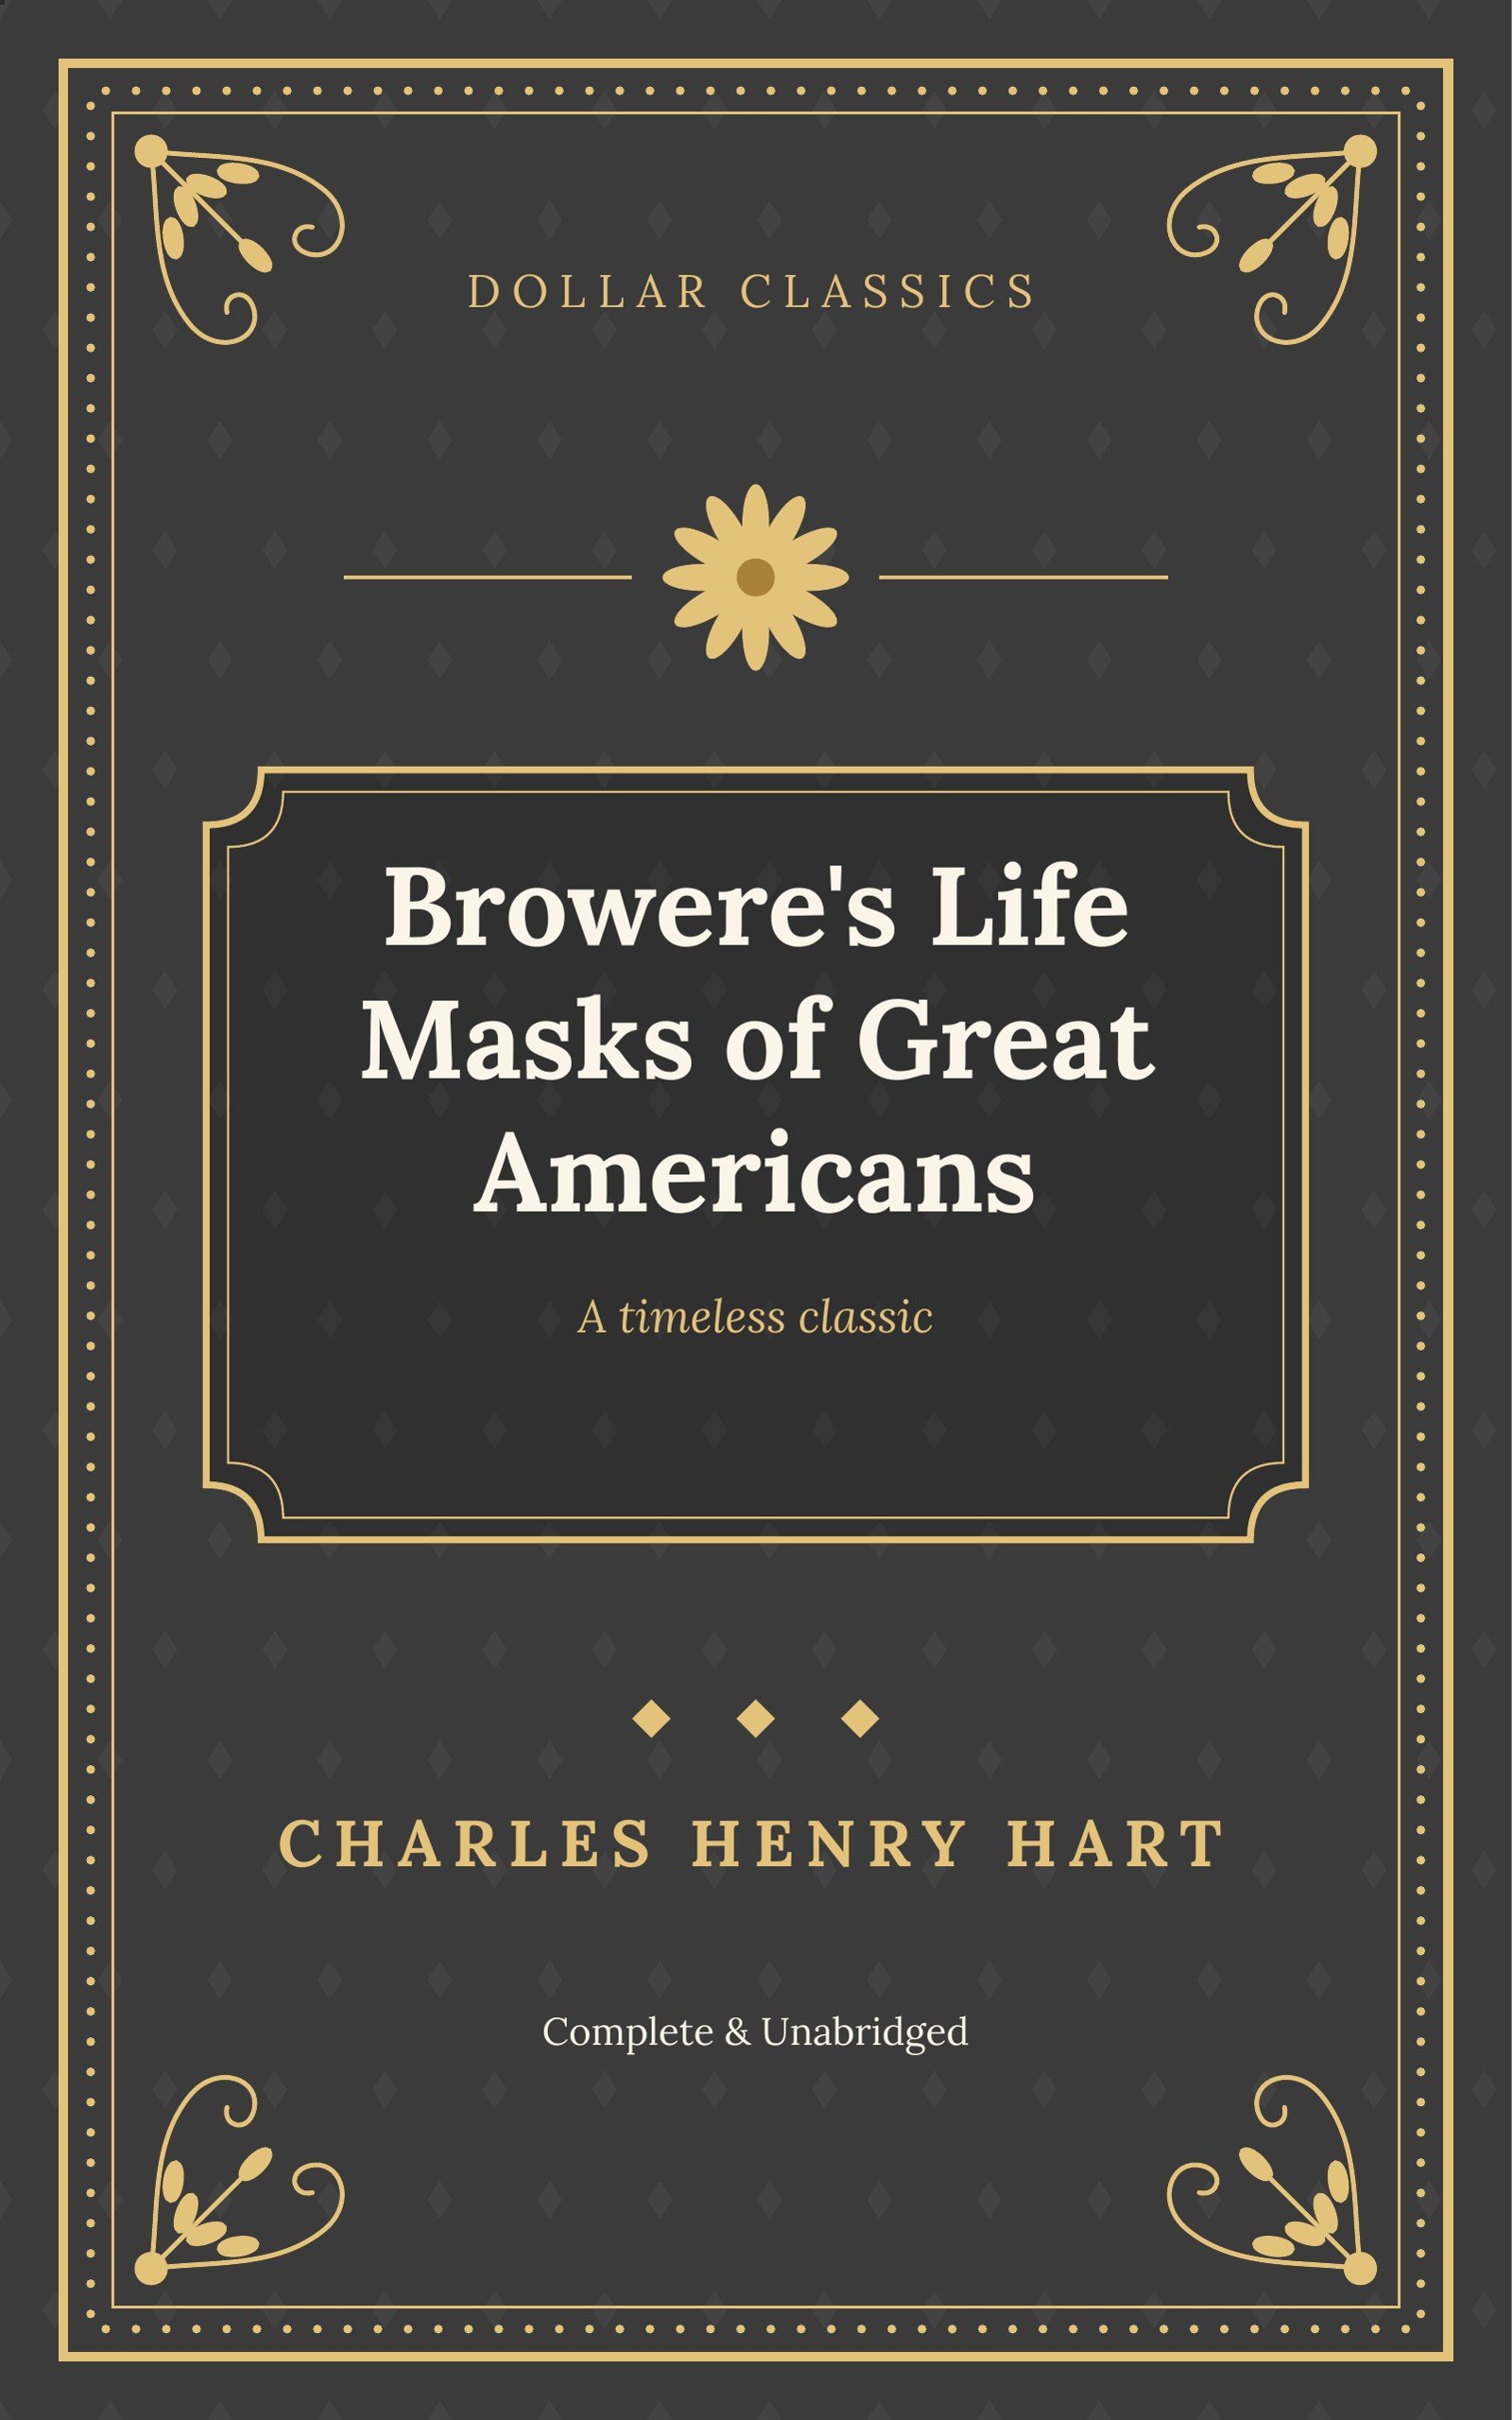 DOLLAR CLASSICS
Browere's Life
Masks of Great
Americans
A timeless classic
CHARLES HENRY HART
Complete & Unabridged